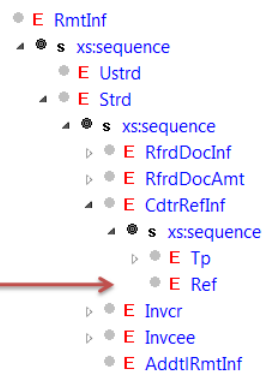 E RmtInf
s xs:sequence
E Ustrd
E Strd
s xs:sequence
E RfrdDocInf
E RfrdDocAmt
E CdtrRefInf
s xs:sequence
E Tp
E Ref
E Invcr
E Invcee
E AddtlRmtInf